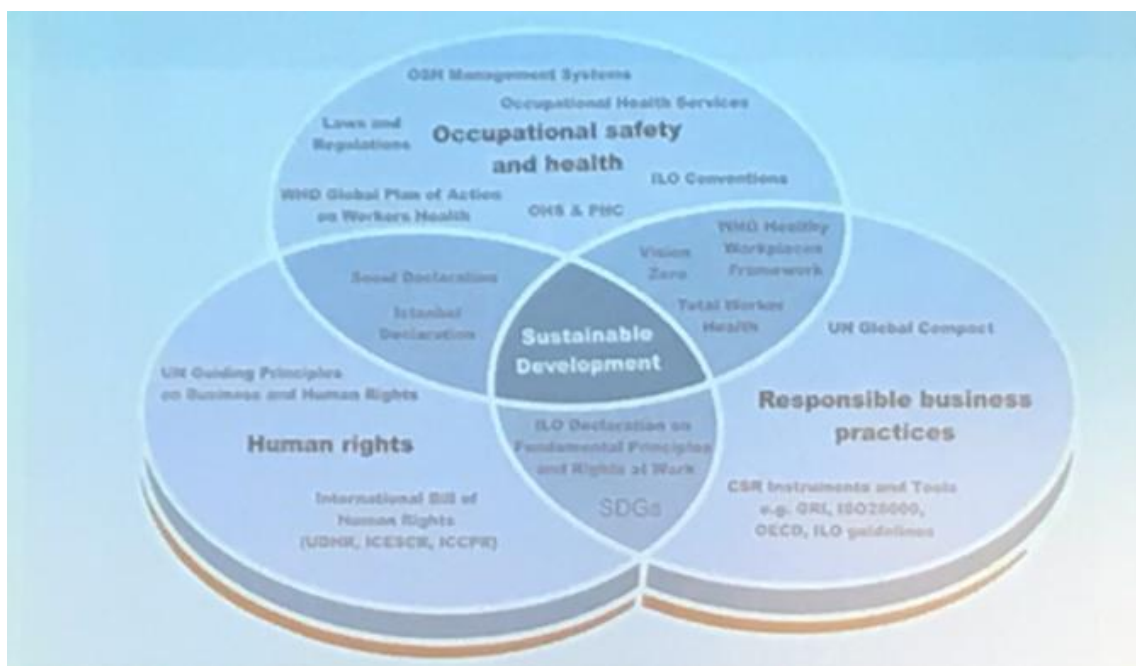 OSH Management Systems
Occupational Health Services
Laws and
Regulations
Occupational safety
and health
ILO Conventions
WHO Global Plan of Action
on Workers Health
OHS & PHC
WHO Healthy
Workplaces
Framework
Vision
Zero
Seoul Declaration
Istanbul
Declaration
Total Worker
Health
Sustainable
Development
UN Global Compact
UN Guiding Principles
on Business and Human Rights
Human rights
Responsible business
practices
ILO Declaration on
Fundamental Principles
and Rights at Work
SDGs
International Bill of
Human Rights
(UDHR, ICESCR, ICCPR)
CSR Instruments and Tools
e.g. GRI, ISO26000,
OECD, ILO guidelines